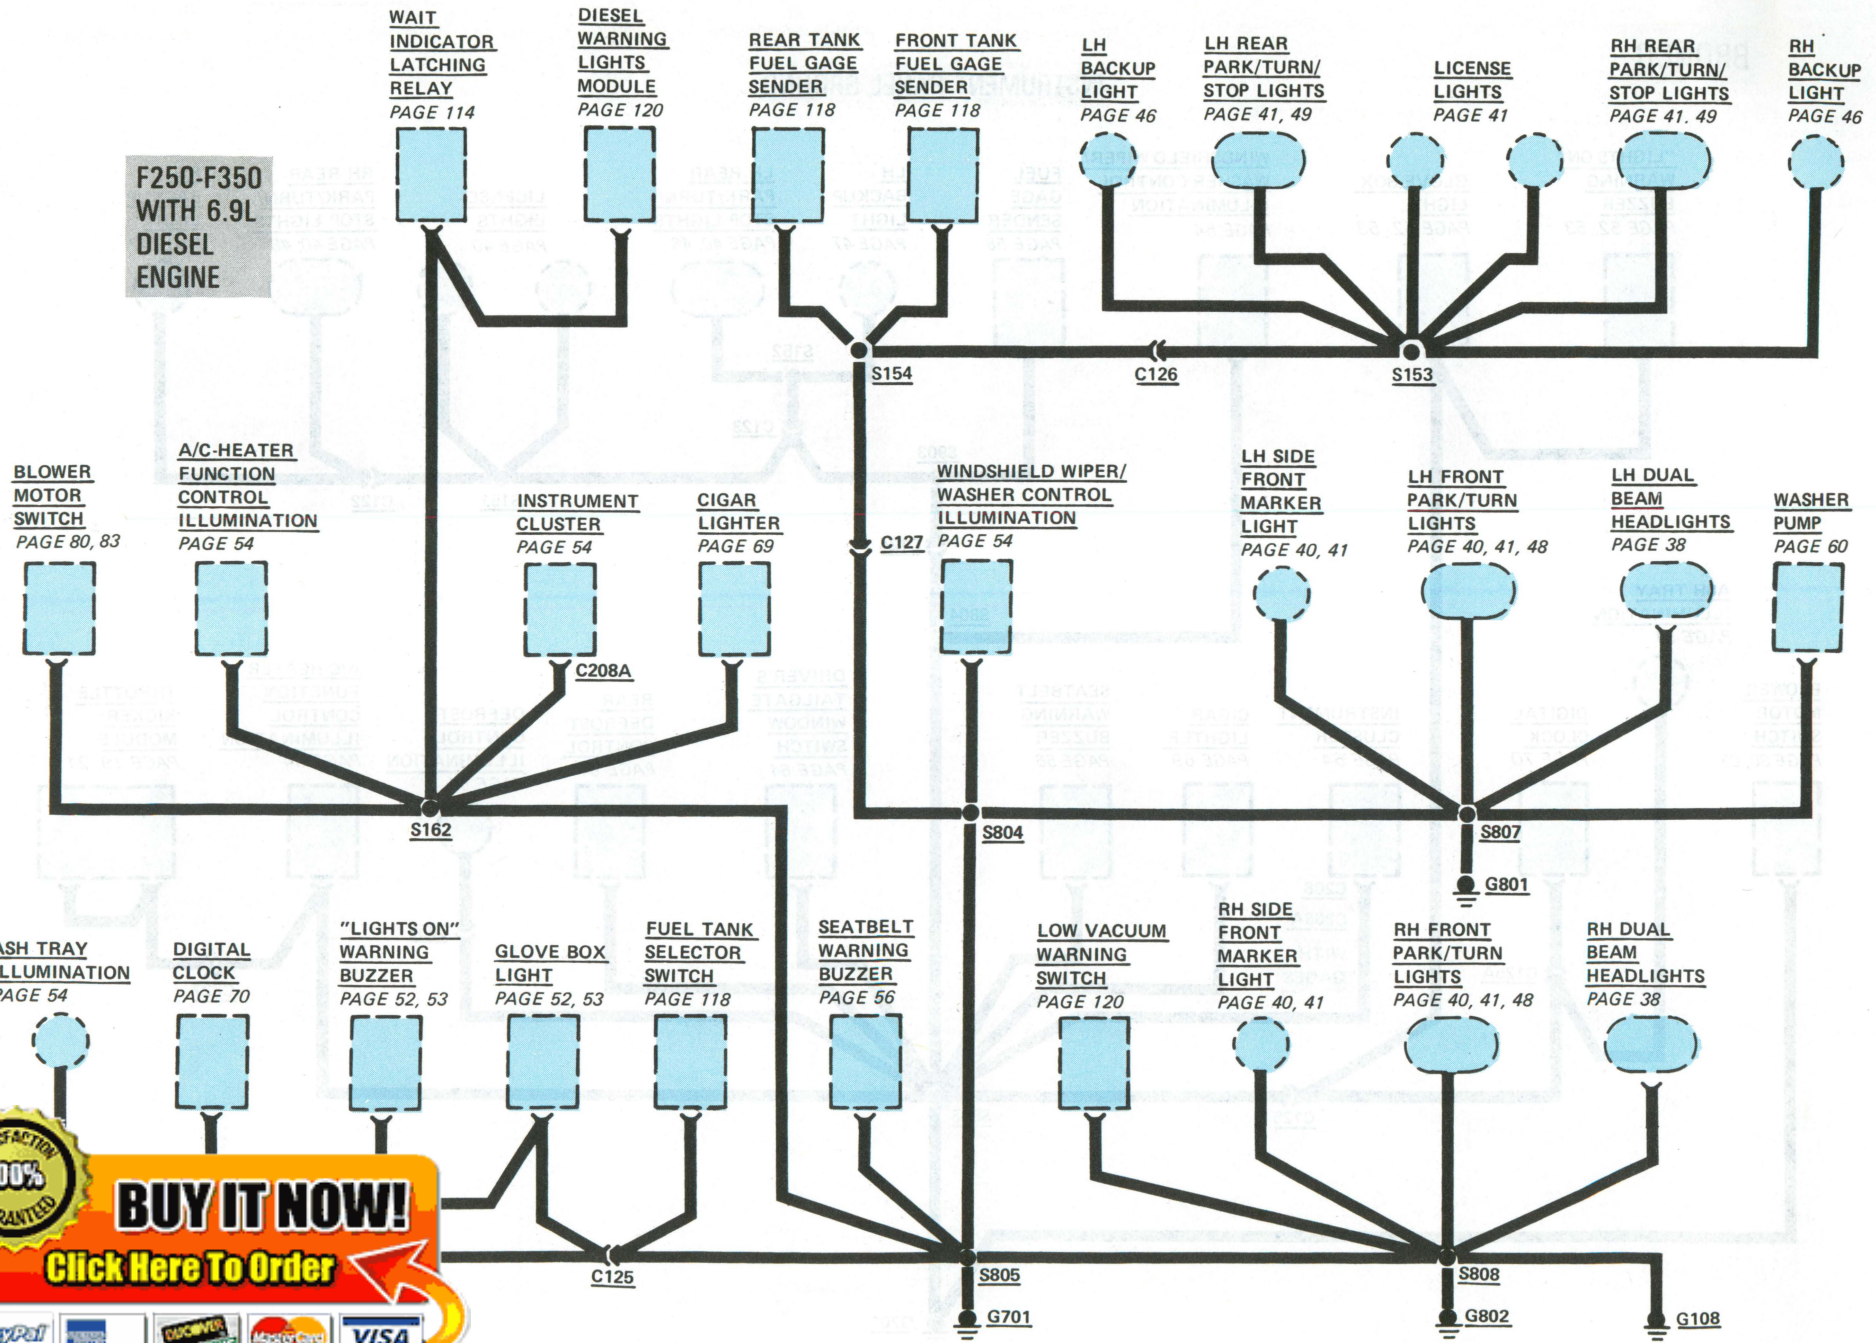 WAIT
INDICATOR
LATCHING
RELAY
PAGE 114
DIESEL
WARNING
LIGHTS
MODULE
PAGE 120
REAR TANK
FUEL GAGE
SENDER
PAGE 118
FRONT TANK
FUEL GAGE
SENDER
PAGE 118
LH
BACKUP
LIGHT
PAGE 46
LH REAR
PARK/TURN/
STOP LIGHTS
PAGE 41, 49
LICENSE
LIGHTS
PAGE 41
RH REAR
PARK/TURN/
STOP LIGHTS
PAGE 41. 49
RH
BACKUP
LIGHT
PAGE 46
F250-F350
WITH 6.9L
DIESEL
ENGINE
S154
C126
S153
BLOWER
MOTOR
SWITCH
PAGE 80, 83
A/C-HEATER
FUNCTION
CONTROL
ILLUMINATION
PAGE 54
INSTRUMENT
CLUSTER
PAGE 54
CIGAR
LIGHTER
PAGE 69
C127
WINDSHIELD WIPER/
WASHER CONTROL
ILLUMINATION
PAGE 54
LH SIDE
FRONT
MARKER
LIGHT
PAGE 40, 41
LH FRONT
PARK/TURN
LIGHTS
PAGE 40, 41, 48
LH DUAL
BEAM
HEADLIGHTS
PAGE 38
WASHER
PUMP
PAGE 60
C208A
S162
S804
S807
G801
ASH TRAY
ILLUMINATION
PAGE 54
DIGITAL
CLOCK
PAGE 70
"LIGHTS ON"
WARNING
BUZZER
PAGE 52, 53
GLOVE BOX
LIGHT
PAGE 52, 53
FUEL TANK
SELECTOR
SWITCH
PAGE 118
SEATBELT
WARNING
BUZZER
PAGE 56
LOW VACUUM
WARNING
SWITCH
PAGE 120
RH SIDE
FRONT
MARKER
LIGHT
PAGE 40, 41
RH FRONT
PARK/TURN
LIGHTS
PAGE 40, 41, 48
RH DUAL
BEAM
HEADLIGHTS
PAGE 38
BUY IT NOW!
Click Here To Order
C125
S805
S808
G701
G802
G108
DISCOVER
MasterCard
VISA